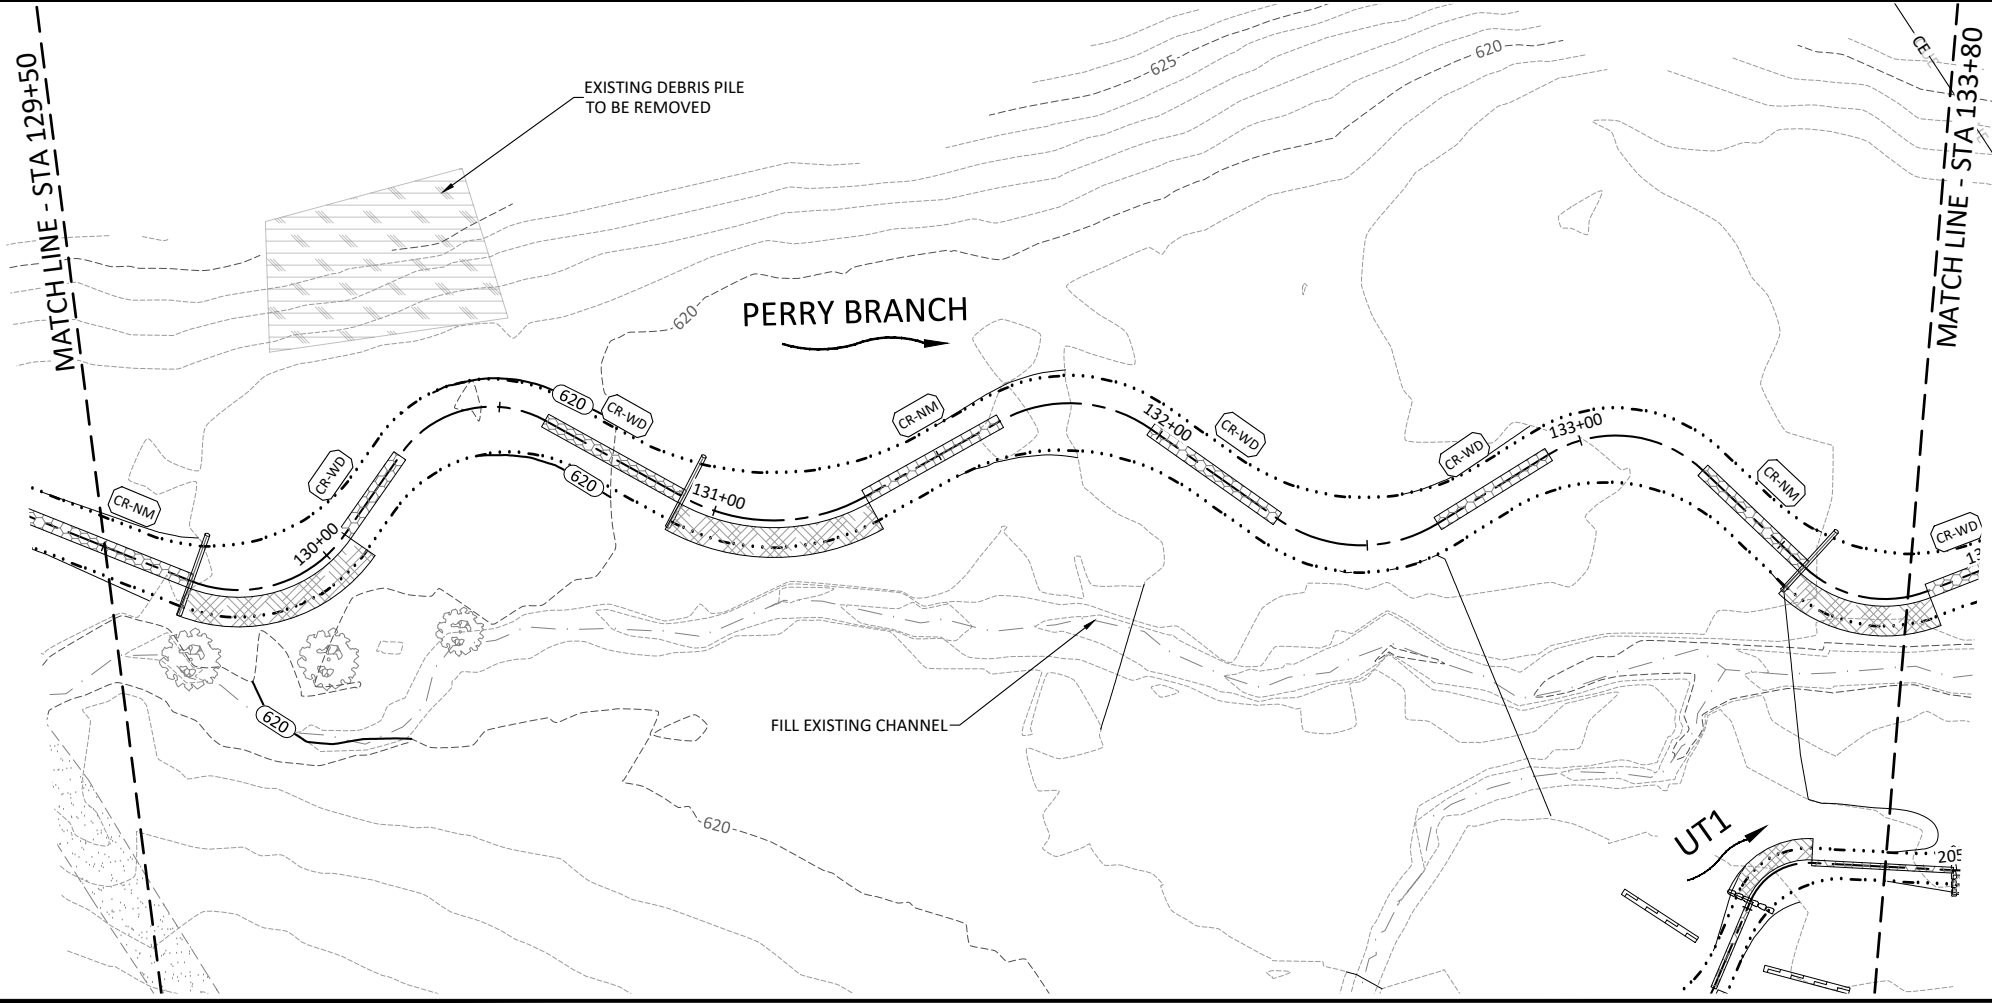 MATCH LINE - STA 129+50
EXISTING DEBRIS PILE
TO BE REMOVED
625
620
CE
MATCH LINE - STA 133+80
620
PERRY BRANCH
CR-NM
CR-WD
130+00
620
CR-WD
620
131+00
CR-NM
132+00
CR-WD
CR-WD
133+00
CR-NM
CR-WD
13
620
FILL EXISTING CHANNEL
620
UT1
205